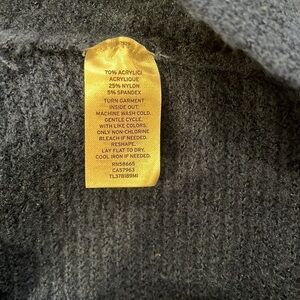 70% ACRYLIC/
ACRYLIQUE
25% NYLON
5% SPANDEX
TURN GARMENT
INSIDE OUT.
MACHINE WASH COLD.
GENTLE CYCLE.
WITH LIKE COLORS.
ONLY NON-CHLORINE
BLEACH IF NEEDED.
RESHAPE.
LAY FLAT TO DRY.
COOL IRON IF NEEDED.
RN58665
CA57963
TL37B1B9MI